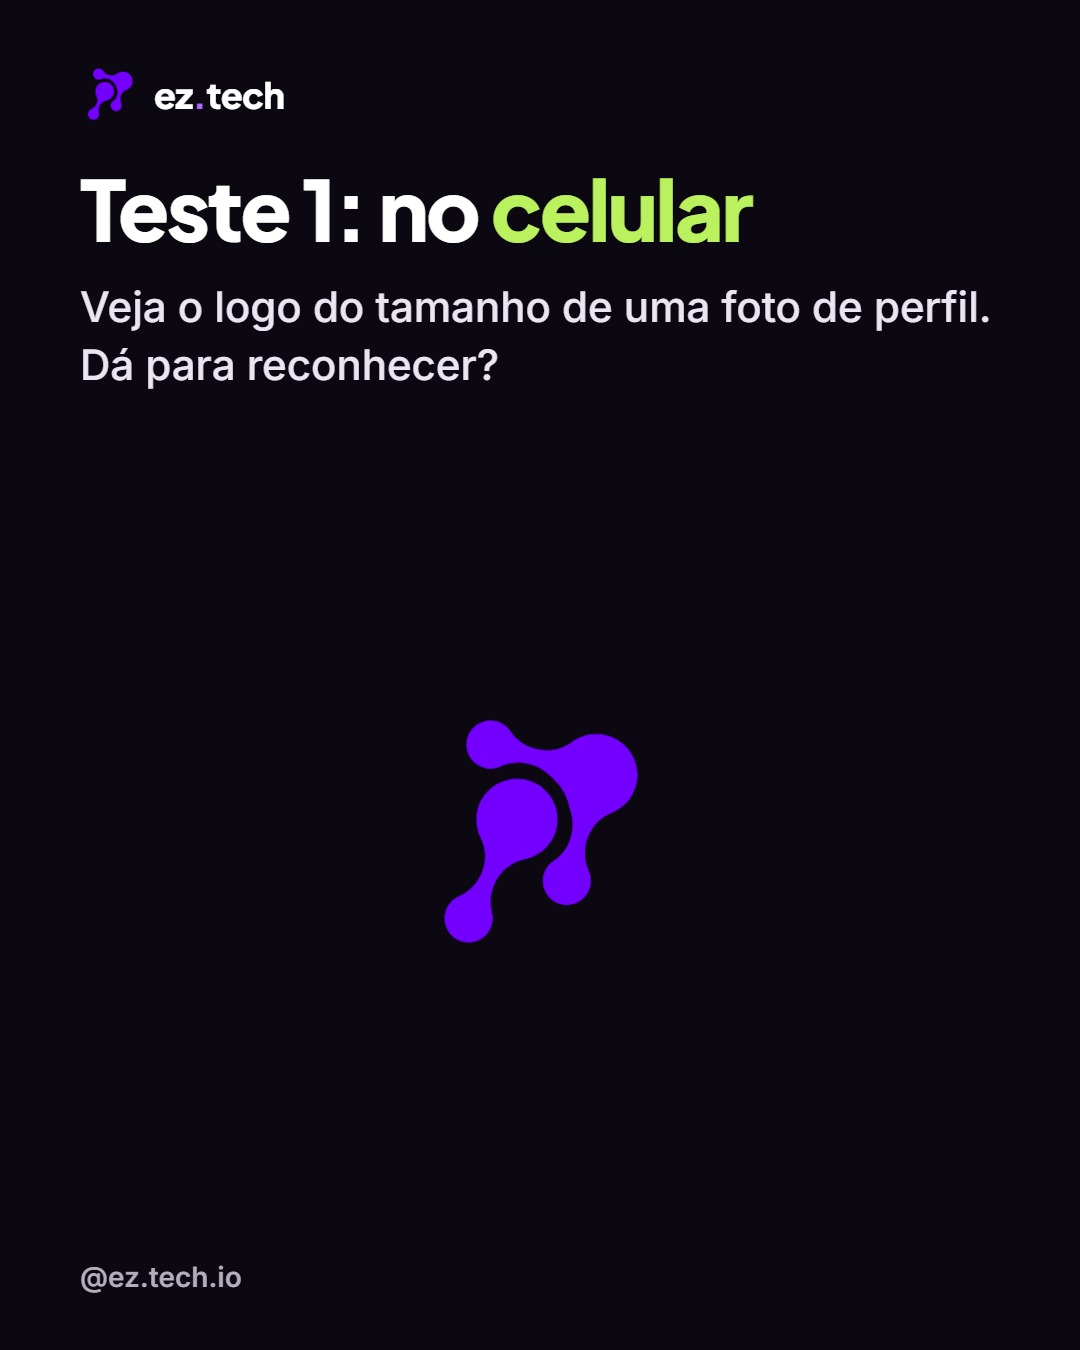 ez.tech
Teste 1: no celular
Veja o logo do tamanho de uma foto de perfil.
Dá para reconhecer?
@ez.tech.io